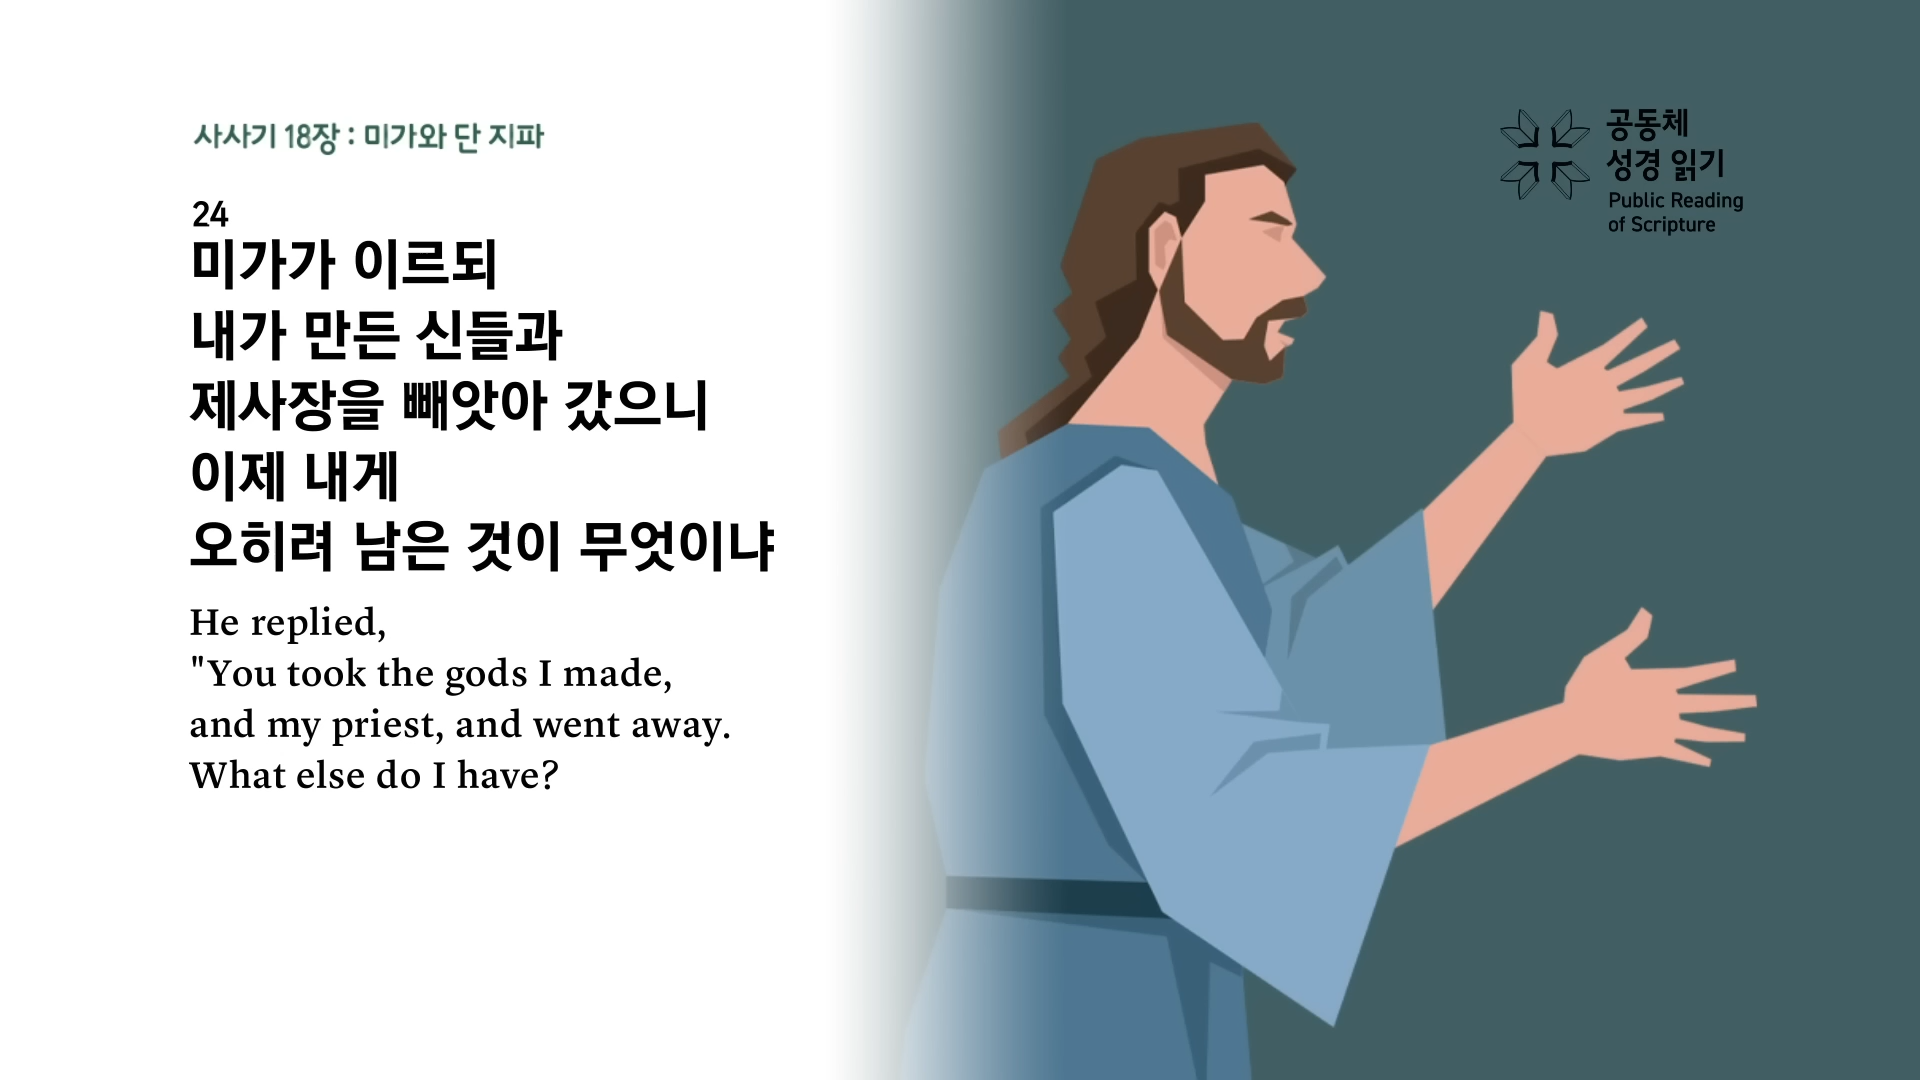 사사기 18장 : 미가와 단 지파
24
미가가 이르되
내가 만든 신들과
제사장을 빼앗아 갔으니
이제 내게
오히려 남은 것이 무엇이냐
He replied,
"You took the gods I made,
and my priest, and went away.
What else do I have?
공동체
성경 읽기
Public Reading
of Scripture